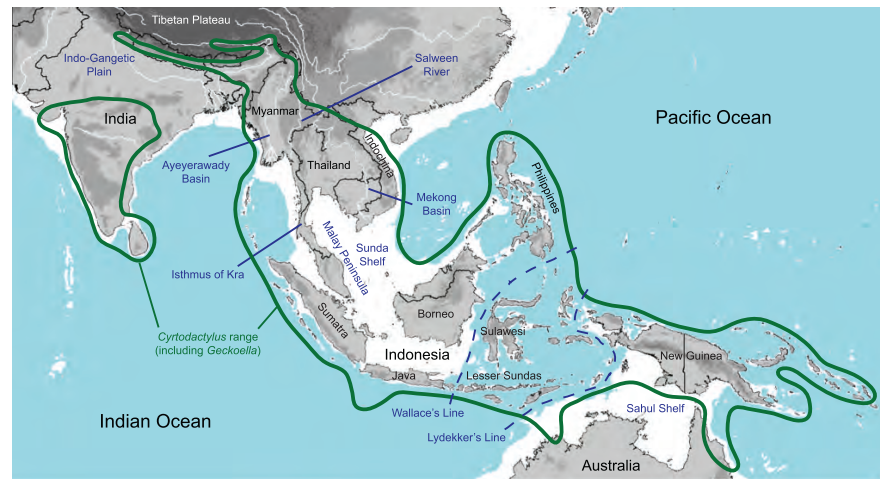 Tibetan Plateau
Indo-Gangetic
Plain
Salween
River
India
Myanmar
Pacific Ocean
Indochina
Ayeyerawady
Basin
Thailand
Philippines
Mekong
Basin
Isthmus of Kra
Malay Peninsula
Sunda
Shelf
Cyrtodactylus range
(including Geckoella)
Sumatra
Borneo
Sulawesi
Indonesia
New Guinea
Java
Lesser Sundas
Indian Ocean
Wallace's Line
Sahul Shelf
Lydekker's Line
Australia